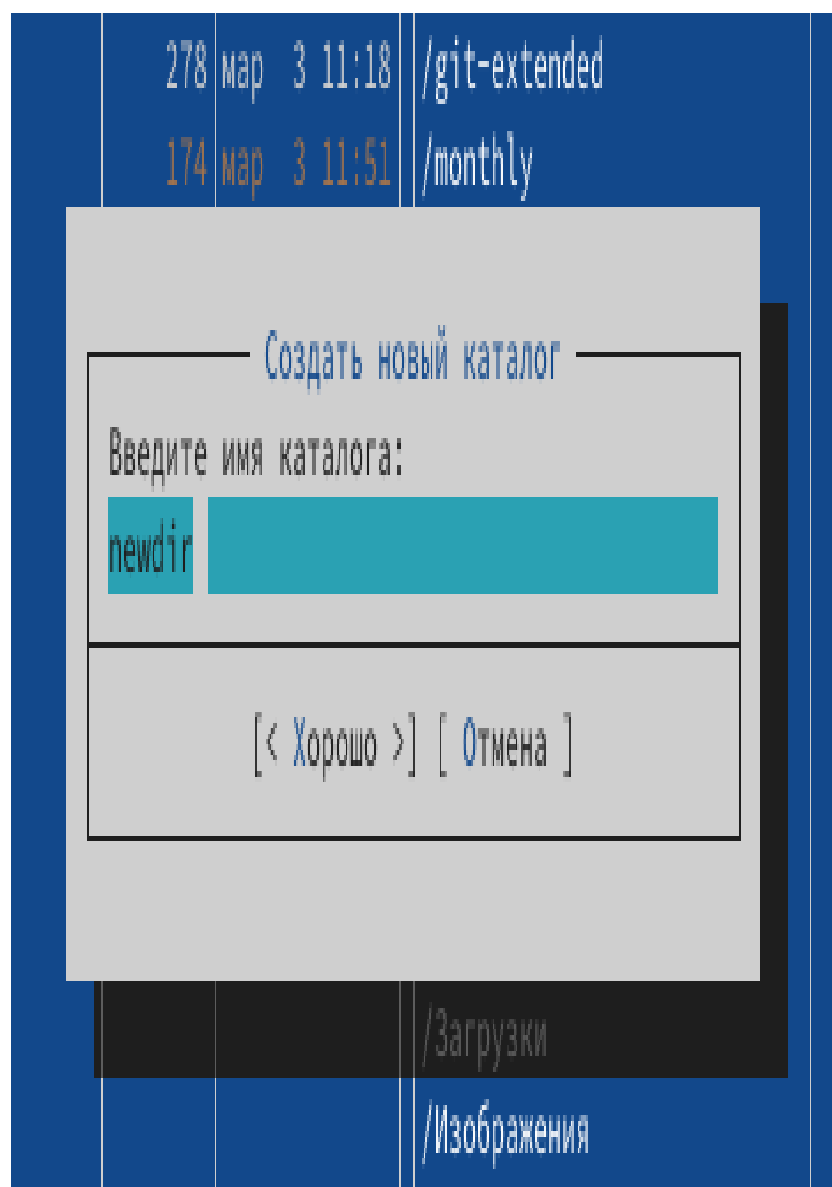 278 мар 3 11:18 /git-extended
174 мар 3 11:51 /monthly
Создать новый каталог
Введите имя каталога:
newdir
[< Хорошо >] [ Отмена ]
/Загрузки
/Изображения